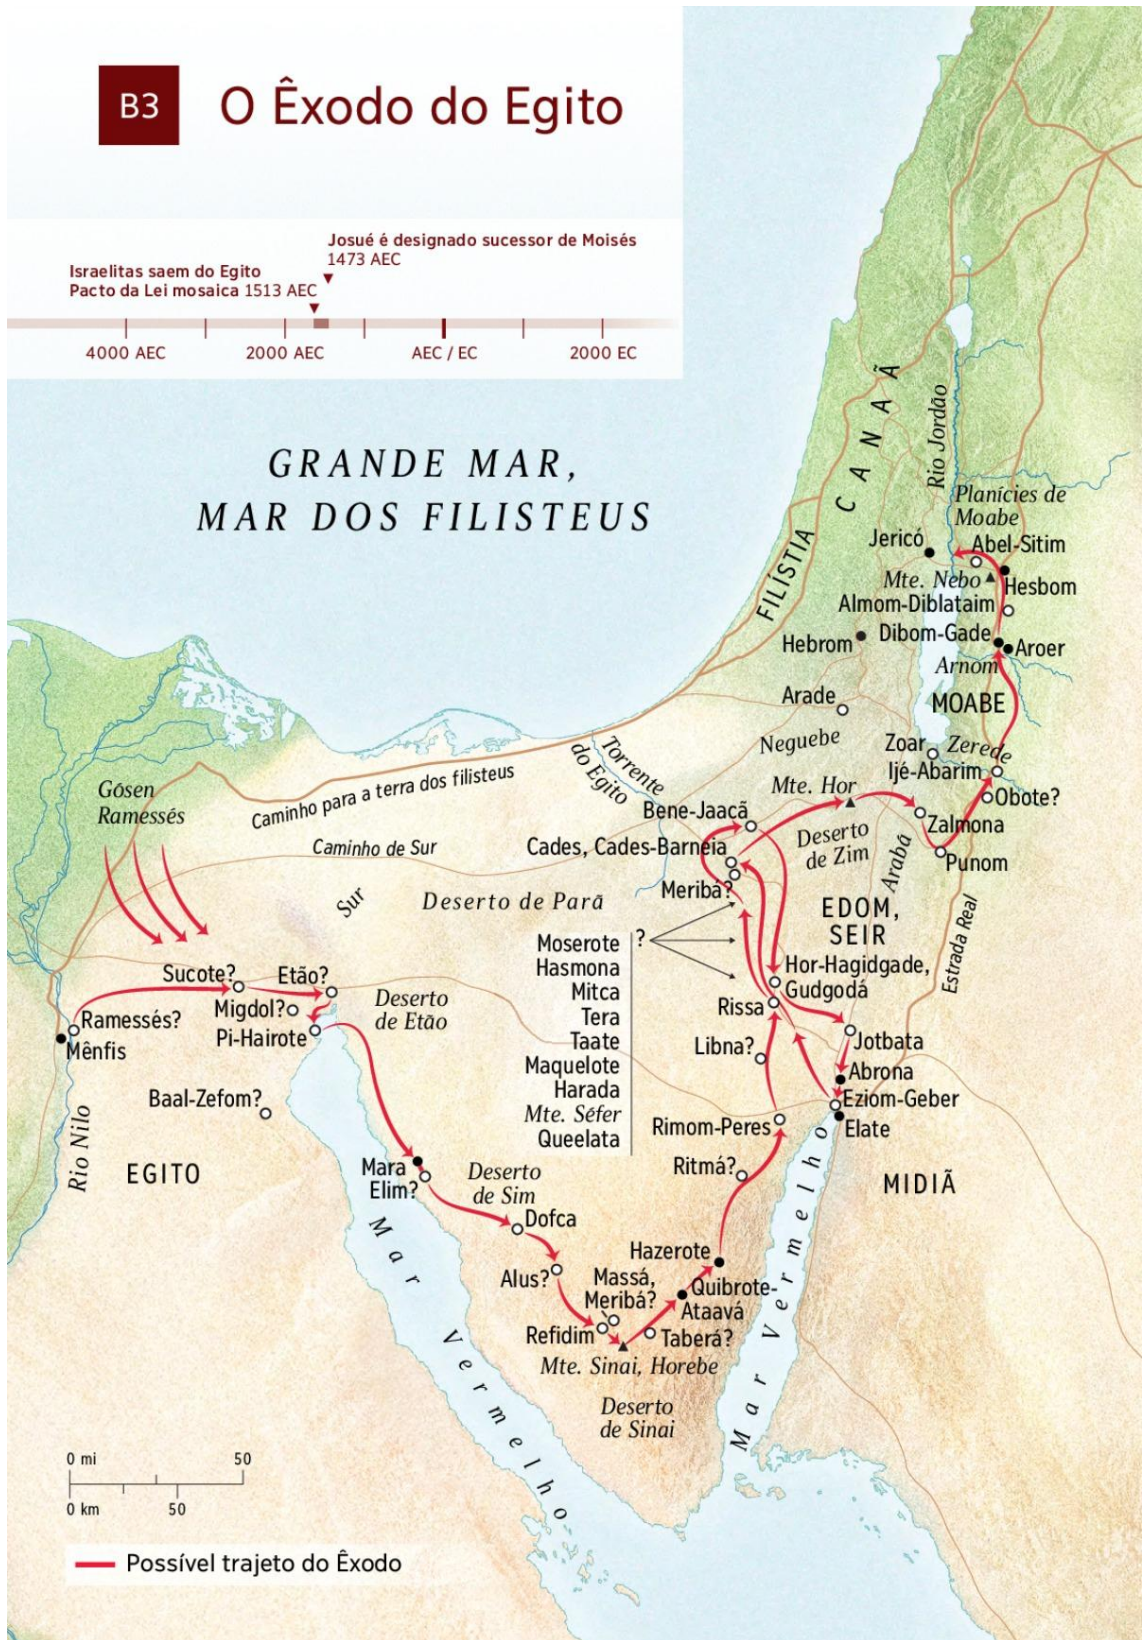 B3
O Êxodo do Egito
Josué é designado sucessor de Moisés
1473 AEC
Israelitas saem do Egito
Pacto da Lei mosaica 1513 AEC
4000 AEC
2000 AEC
AEC / EC
2000 EC
GRANDE MAR,
MAR DOS FILISTEUS
CANAÃ
Rio Jordão
FILÍSTIA
Planícies de
Moabe
Jericó
Abel-Sitim
Mte. Nebo
Hesbom
Almom-Diblataim
Hebrom
Dibom-Gade
Aroer
Arnom
Arade
MOABE
Neguebe
Zoar
Zerede
Ijé-Abarim
Torrente
do Egito
Mte. Hor
Obote?
Gósen
Ramessés
Caminho para a terra dos filisteus
Bene-Jaacã
Zalmona
Caminho de Sur
Cades, Cades-Barneia
Deserto
de Zim
Arabá
Punom
Meribá?
Sur
Deserto de Parã
EDOM,
SEIR
Estrada Real
Moserote
?
Hasmona
Mitca
Tera
Taate
Maquelote
Harada
Mte. Séfer
Queelata
Hor-Hagidgade,
Gudgodá
Sucote?
Etão?
Rissa
Deserto
de Etão
Migdol?
Ramessés?
Pi-Hairote
Mênfis
Jotbata
Libna?
Abrona
Baal-Zefom?
Eziom-Geber
Rio Nilo
Rimom-Peres
Elate
EGITO
Mara
Elim?
Deserto
de Sim
Ritmá?
MIDIÃ
Dofca
Mar Vermelho
Hazerote
Alus?
Massá,
Meribá?
Quibrote-
Ataavá
Refidim
Taberá?
Mte. Sinai, Horebe
Mar Vermelho
Deserto
de Sinai
0 mi
50
0 km
50
Possível trajeto do Êxodo